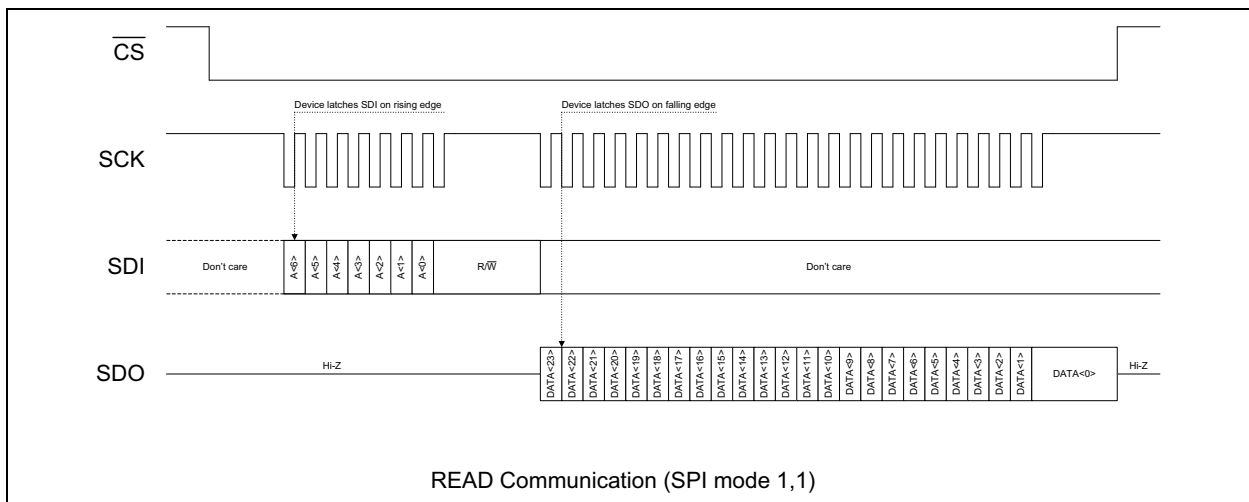 CS
Device latches SDI on rising edge
Device latches SDO on falling edge
SCK
SDI
Don't care
A<6>
A<5>
A<4>
A<3>
A<2>
A<1>
A<0>
R/W
Don't care
SDO
Hi-Z
DATA<23>
DATA<22>
DATA<21>
DATA<20>
DATA<19>
DATA<18>
DATA<17>
DATA<16>
DATA<15>
DATA<14>
DATA<13>
DATA<12>
DATA<11>
DATA<10>
DATA<9>
DATA<8>
DATA<7>
DATA<6>
DATA<5>
DATA<4>
DATA<3>
DATA<2>
DATA<1>
DATA<0>
Hi-Z
READ Communication (SPI mode 1,1)